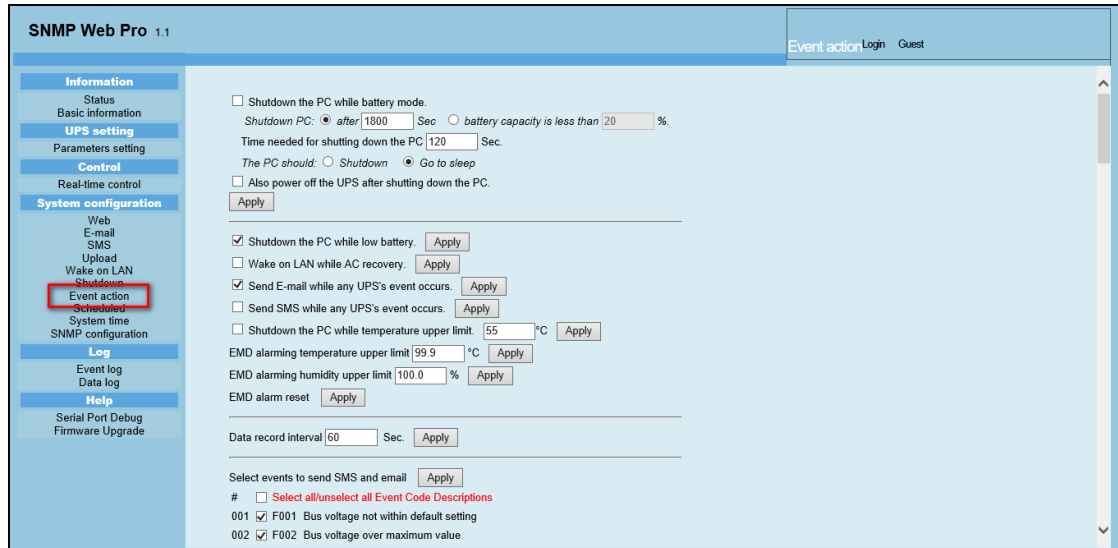 SNMP Web Pro 1.1
Event action Login Guest
Information
Status
Basic information
UPS setting
Parameters setting
Control
Real-time control
System configuration
Web
E-mail
SMS
Upload
Wake on LAN
Shutdown
Event action
Scheduled
System time
SNMP configuration
Log
Event log
Data log
Help
Serial Port Debug
Firmware Upgrade
Shutdown the PC while battery mode.
Shutdown PC: after 1800 Sec battery capacity is less than 20 %.
Time needed for shutting down the PC 120 Sec.
The PC should: Shutdown Go to sleep
Also power off the UPS after shutting down the PC.
Apply
Shutdown the PC while low battery. Apply
Wake on LAN while AC recovery. Apply
Send E-mail while any UPS's event occurs. Apply
Send SMS while any UPS's event occurs. Apply
Shutdown the PC while temperature upper limit. 55 °C Apply
EMD alarming temperature upper limit 99.9 °C Apply
EMD alarming humidity upper limit 100.0 % Apply
EMD alarm reset Apply
Data record interval 60 Sec. Apply
Select events to send SMS and email Apply
# Select all/unselect all Event Code Descriptions
001 F001 Bus voltage not within default setting
002 F002 Bus voltage over maximum value